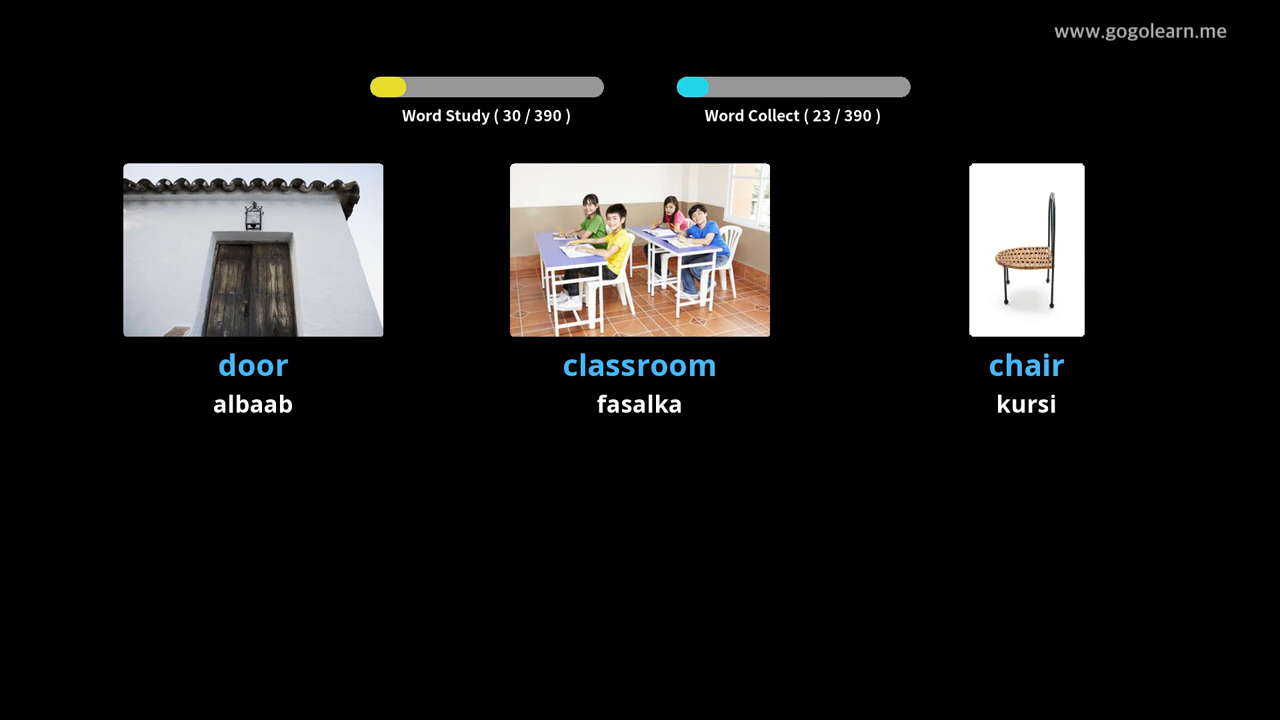 www.gogolearn.me
Word Study ( 30 / 390 )
Word Collect ( 23 / 390 )
door
classroom
chair
albaab
fasalka
kursi